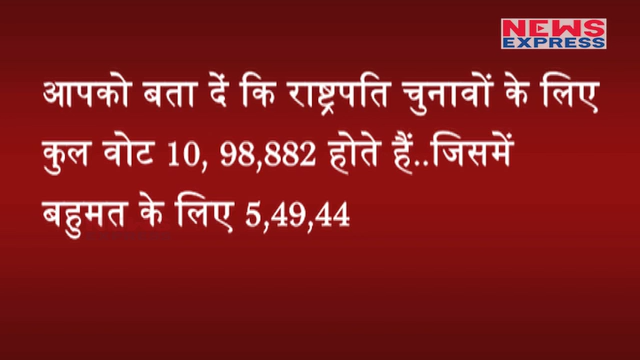 NEWS
EXPRESS
आपको बता दें कि राष्ट्रपति चुनावों के लिए
कुल वोट 10, 98,882 होते हैं..जिसमें
बहुमत के लिए 5,49,44